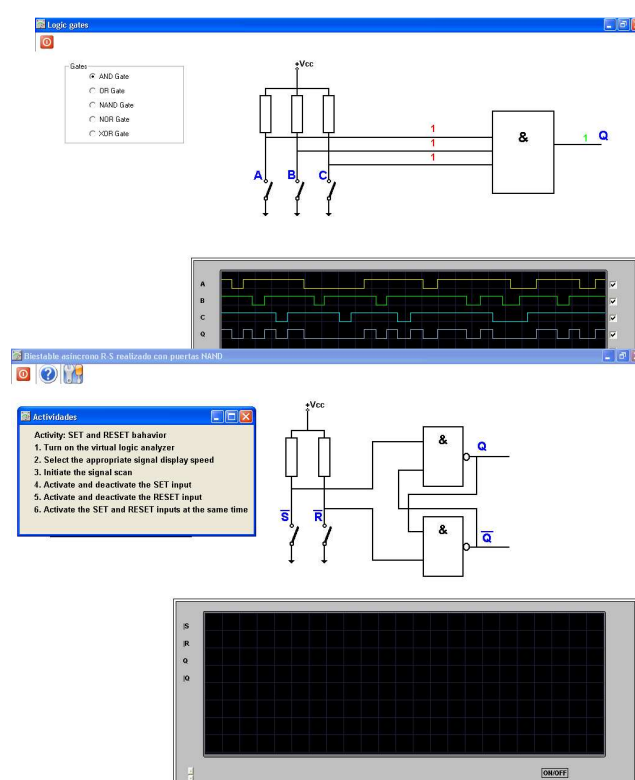 Logic gates
Gates
AND Gate
OR Gate
NAND Gate
NOR Gate
XOR Gate
+Vcc
1
1
1
&
1 Q
A B C
A
B
C
Q
Biestable asíncrono R-S realizado con puertas NAND
Actividades
Activity: SET and RESET bahavior
1. Turn on the virtual logic analyzer
2. Select the appropriate signal display speed
3. Initiate the signal scan
4. Activate and deactivate the SET input
5. Activate and deactivate the RESET input
6. Activate the SET and RESET inputs at the same time
+Vcc
&
Q
S R
&
Q
|S
|R
Q
|Q
ON/OFF